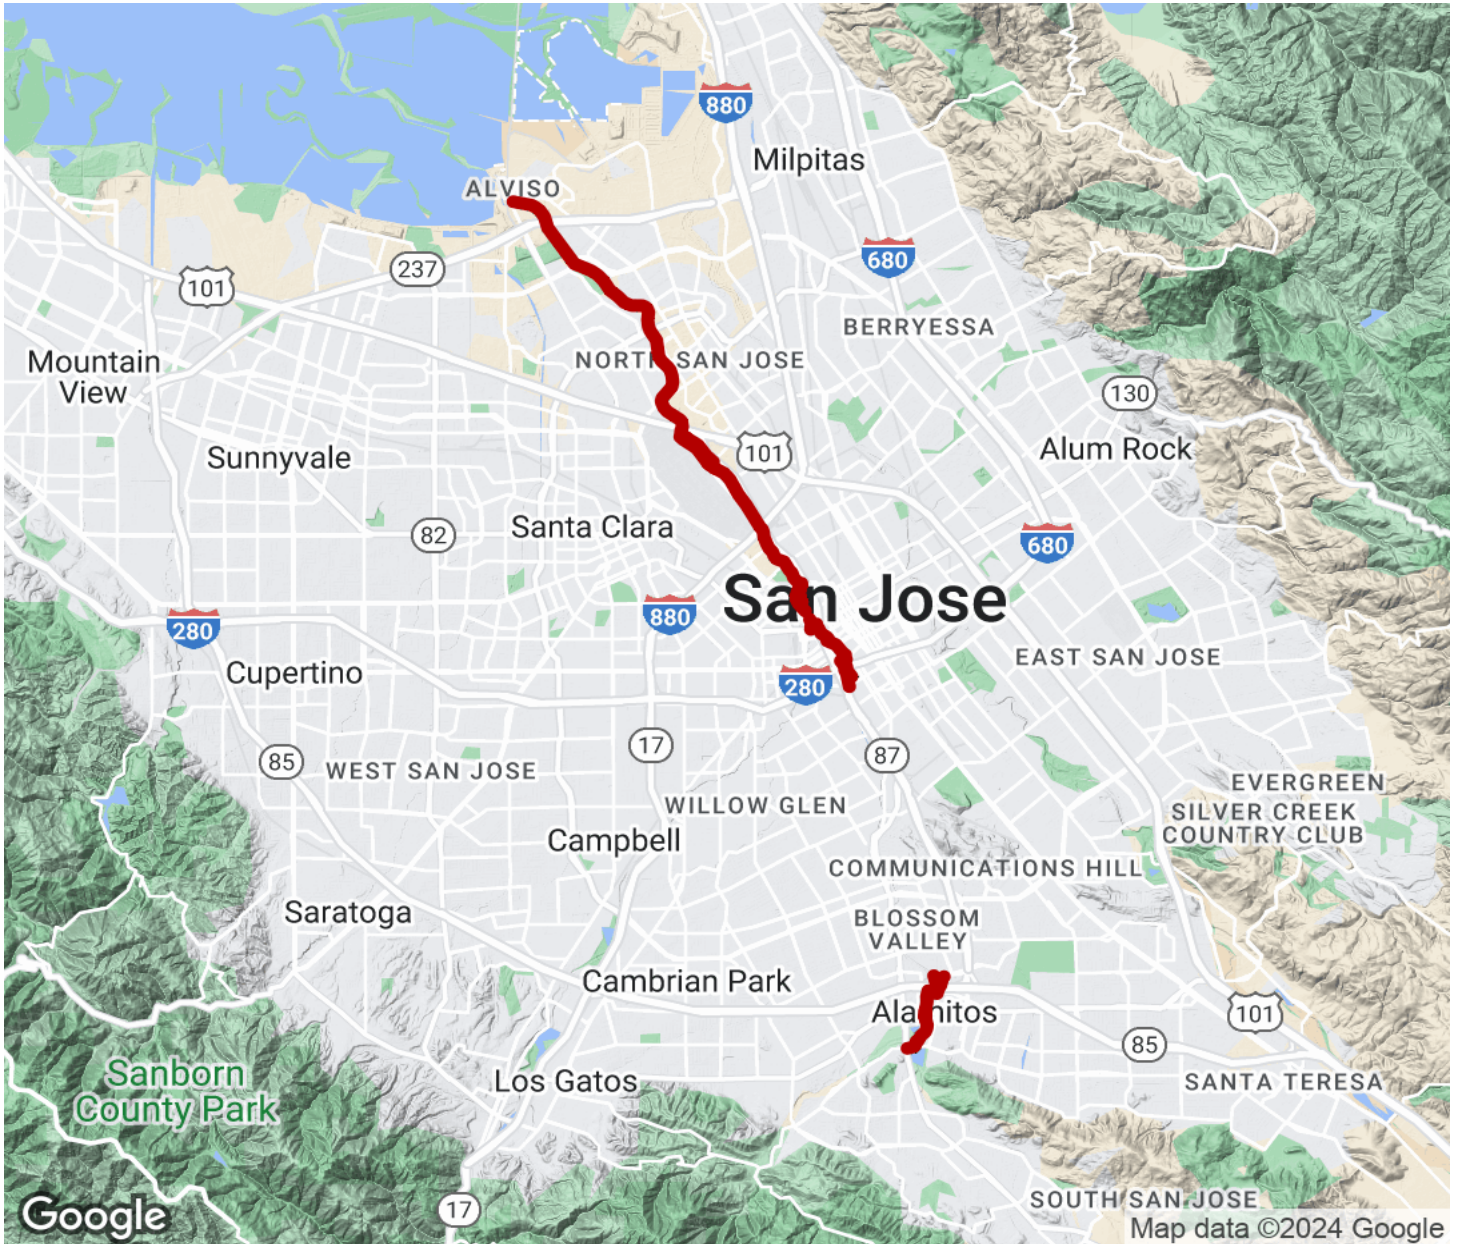 880
Milpitas
ALVISO
680
237
101
BERRYESSA
NORTH SAN JOSE
Mountain
View
130
Alum Rock
101
Sunnyvale
Santa Clara
82
680
San Jose
880
280
EAST SAN JOSE
Cupertino
280
17
87
85
WEST SAN JOSE
EVERGREEN
WILLOW GLEN
SILVER CREEK
COUNTRY CLUB
Campbell
COMMUNICATIONS HILL
Saratoga
BLOSSOM
VALLEY
Cambrian Park
Alamitos
101
85
Sanborn
County Park
Los Gatos
SANTA TERESA
SOUTH SAN JOSE
17
Google
Map data ©2024 Google